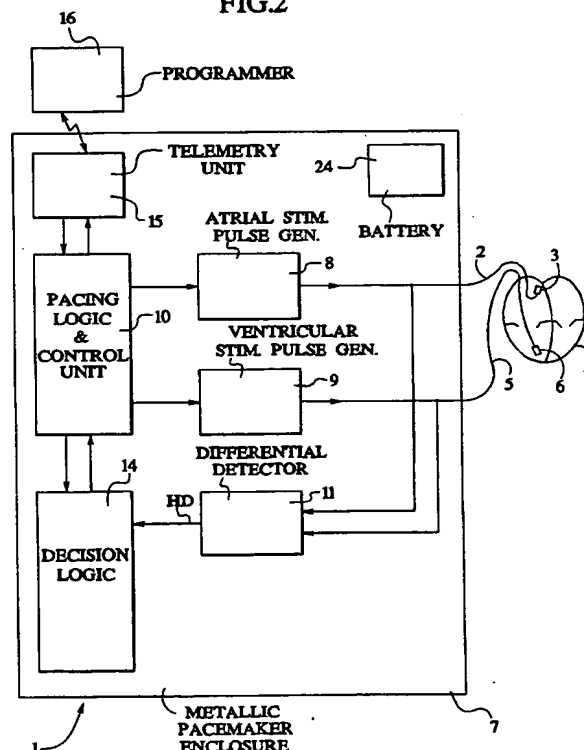 FIG.2
16
PROGRAMMER
TELEMETRY
UNIT
15
24
BATTERY
ATRIAL STIM.
PULSE GEN.
8
2
3
PACING
LOGIC
10
&
CONTROL
UNIT
VENTRICULAR
STIM. PULSE GEN.
9
5
6
DIFFERENTIAL
DETECTOR
14
HD
11
DECISION
LOGIC
METALLIC
PACEMAKER
ENCLOSURE
7
1